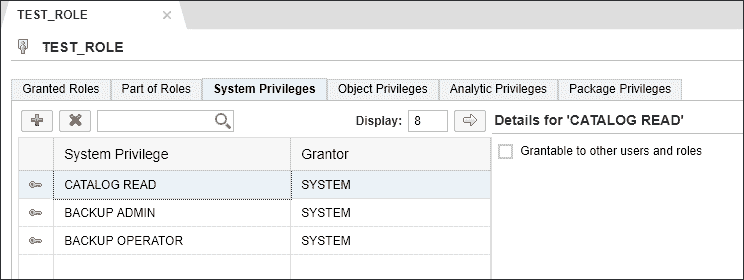 TEST_ROLE
TEST_ROLE
Granted Roles Part of Roles System Privileges Object Privileges Analytic Privileges Package Privileges
Display: 8
Details for 'CATALOG READ'
Grantable to other users and roles
System Privilege Grantor
CATALOG READ SYSTEM
BACKUP ADMIN SYSTEM
BACKUP OPERATOR SYSTEM